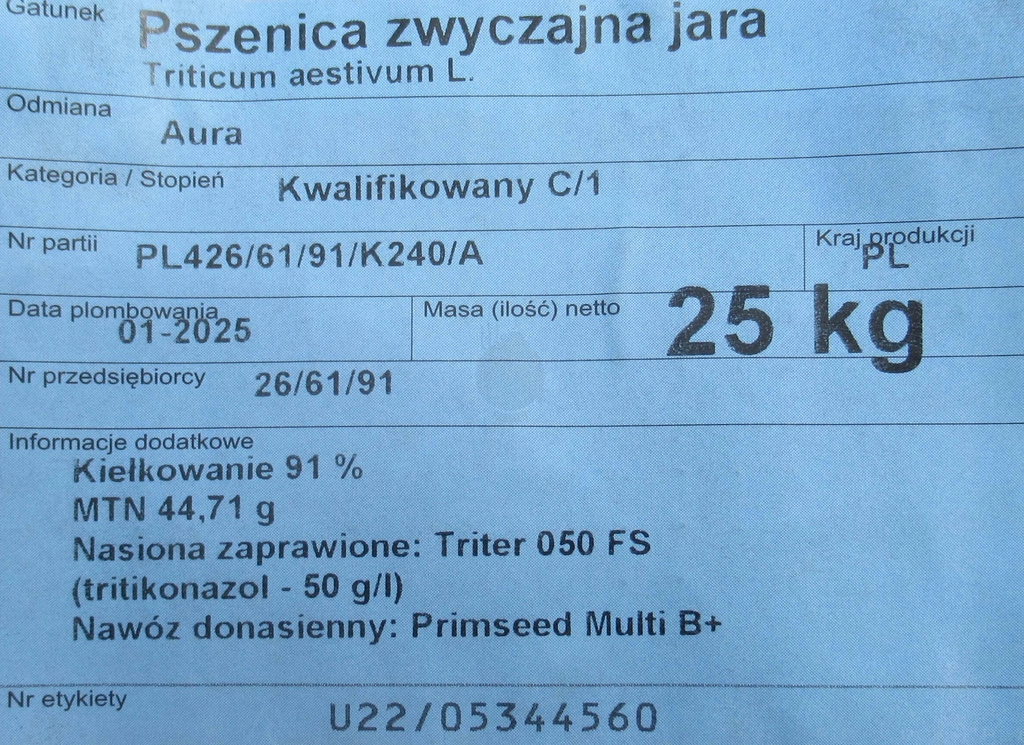 Gatunek Pszenica zwyczajna jara
Triticum aestivum L.
Odmiana
Aura
Kategoria / Stopień Kwalifikowany C/1
Nr partii PL426/61/91/K240/A
Kraj produkcji
PL
Data plombowania
01-2025
Masa (ilość) netto 25 kg
Nr przedsiębiorcy 26/61/91
Informacje dodatkowe
Kiełkowanie 91 %
MTN 44,71 g
Nasiona zaprawione: Triter 050 FS
(tritikonazol - 50 g/l)
Nawóz donasienny: Primseed Multi B+
Nr etykiety U22/05344560